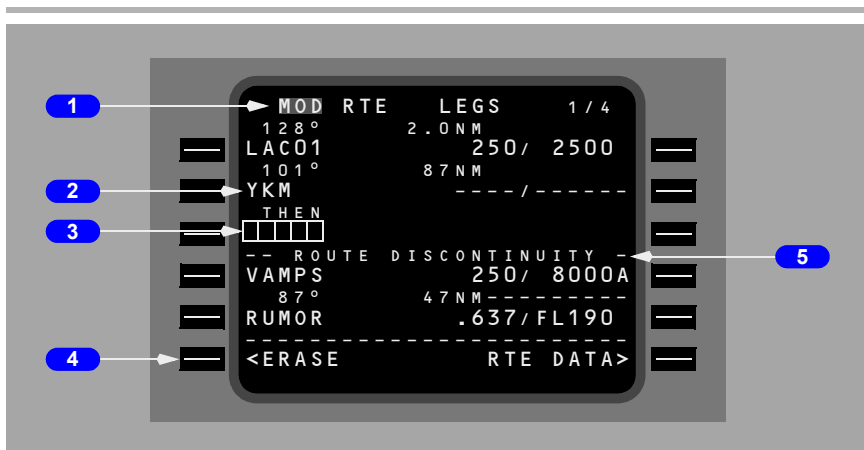 1
MOD RTE LEGS 1/4
128° 2.0NM
LACO1 250/ 2500
101° 87NM
2
YKM ----/------
THEN
3
-- ROUTE DISCONTINUITY -
5
VAMPS 250/ 8000A
87° 47NM---------
RUMOR .637/FL190
--------------------------
4
<ERASE RTE DATA>